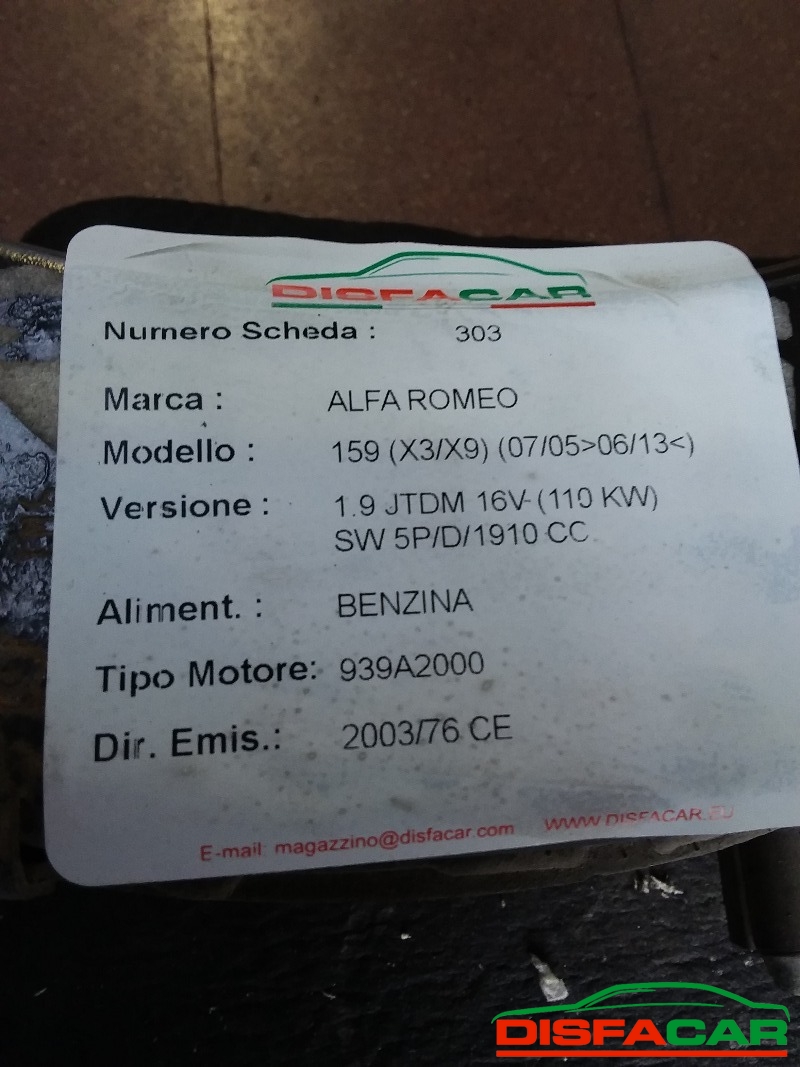 DISFACAR
Numero Scheda : 303
Marca : ALFA ROMEO
Modello : 159 (X3/X9) (07/05>06/13<)
Versione : 1.9 JTDM 16V (110 KW)
SW 5P/D/1910 CC
Aliment. : BENZINA
Tipo Motore: 939A2000
Dir. Emis.: 2003/76 CE
E-mail: magazzino@disfacar.com WWW.DISFACAR.EU
DISFACAR